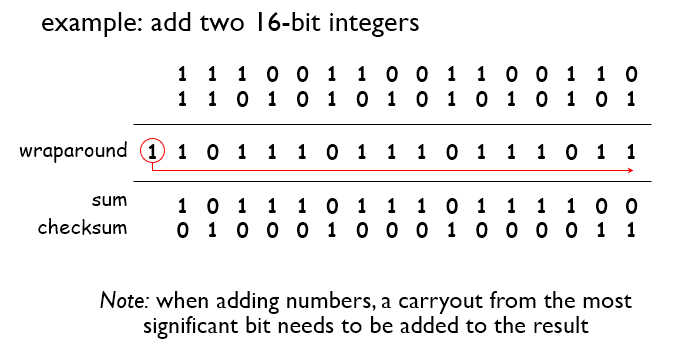 example: add two 16-bit integers
1 1 1 0 0 1 1 0 0 1 1 0 0 1 1 0
1 1 0 1 0 1 0 1 0 1 0 1 0 1 0 1
wraparound 1 1 0 1 1 1 0 1 1 1 0 1 1 1 0 1 1
sum 1 0 1 1 1 0 1 1 1 0 1 1 1 1 0 0
checksum 0 1 0 0 0 1 0 0 0 1 0 0 0 0 1 1
Note: when adding numbers, a carryout from the most
significant bit needs to be added to the result